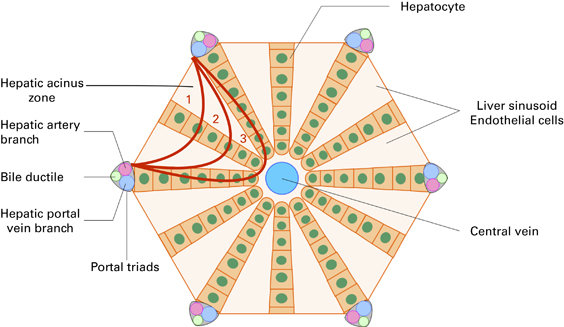 Hepatocyte
Hepatic acinus
zone
1
2
3
Hepatic artery
branch
Bile ductile
Hepatic portal
vein branch
Portal triads
Liver sinusoid
Endothelial cells
Central vein